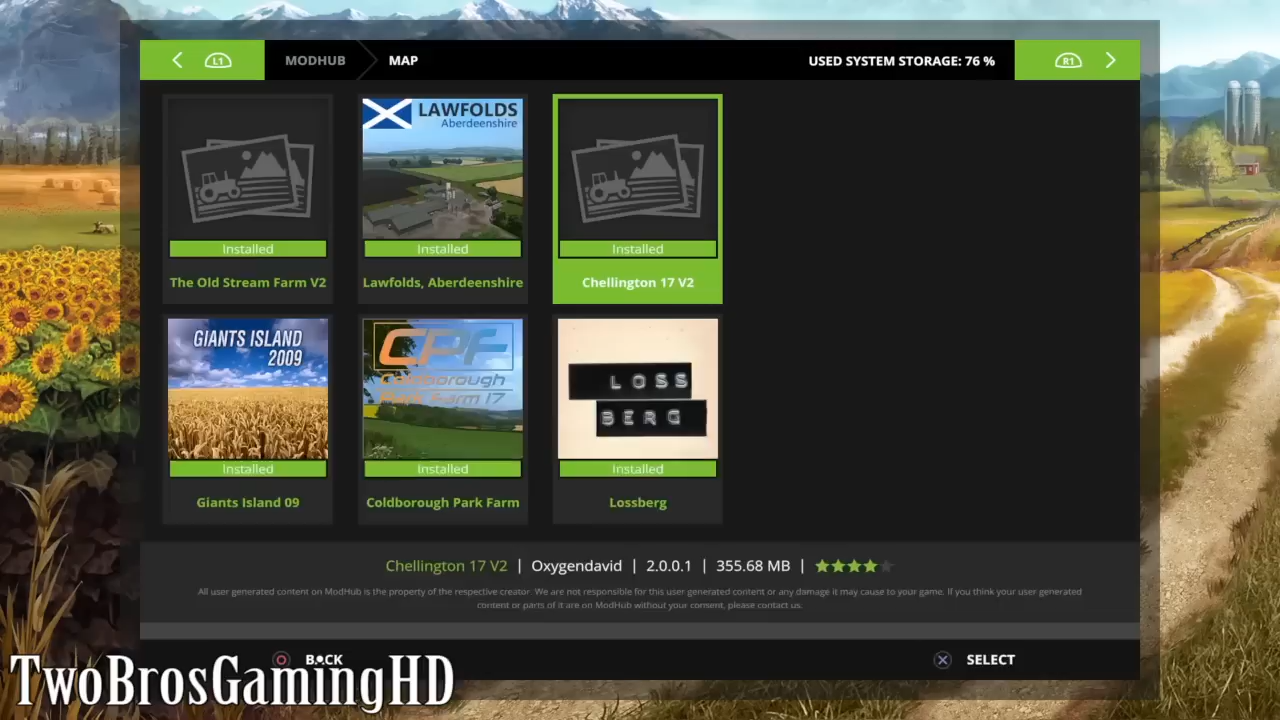 L1
MODHUB
MAP
USED SYSTEM STORAGE: 76 %
R1
Installed
The Old Stream Farm V2
LAWFOLDS
Aberdeenshire
Installed
Lawfolds, Aberdeenshire
Installed
Chellington 17 V2
GIANTS ISLAND
2009
Installed
Giants Island 09
CPF
Coldborough
Park Farm 17
Installed
Coldborough Park Farm
LOSS
BERG
Installed
Lossberg
Chellington 17 V2 | Oxygendavid | 2.0.0.1 | 355.68 MB |
All user generated content on ModHub is the property of the respective creator. We are not responsible for this user generated content or any damage it may cause to your game. If you think your user generated
content or parts of it are on ModHub without your consent, please contact us.
BACK
SELECT
TwoBrosGamingHD